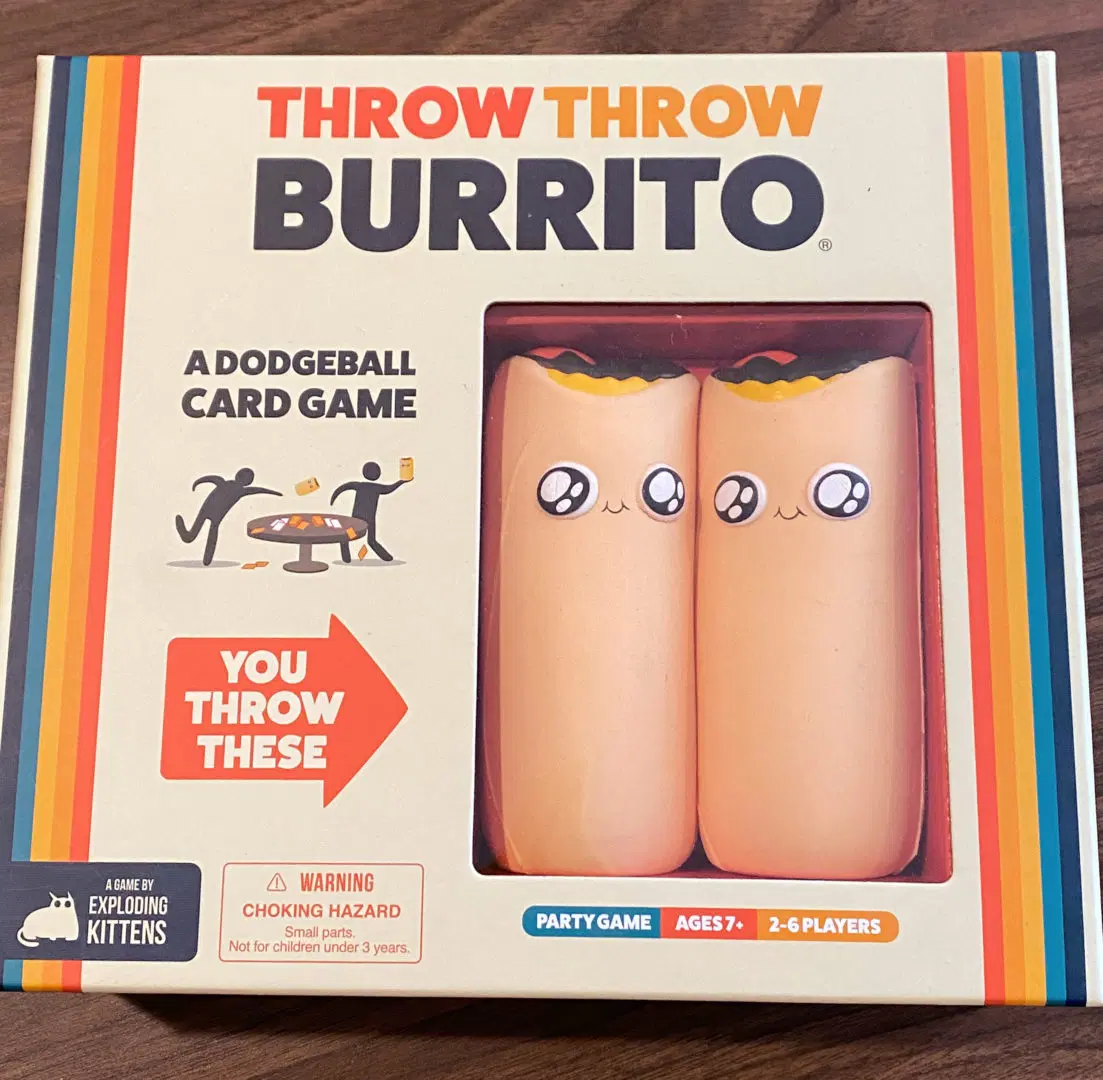 THROW THROW
BURRITO®
A DODGEBALL
CARD GAME
YOU
THROW
THESE
A GAME BY
EXPLODING
KITTENS
⚠ WARNING
CHOKING HAZARD
Small parts.
Not for children under 3 years.
PARTY GAME AGES 7+ 2-6 PLAYERS